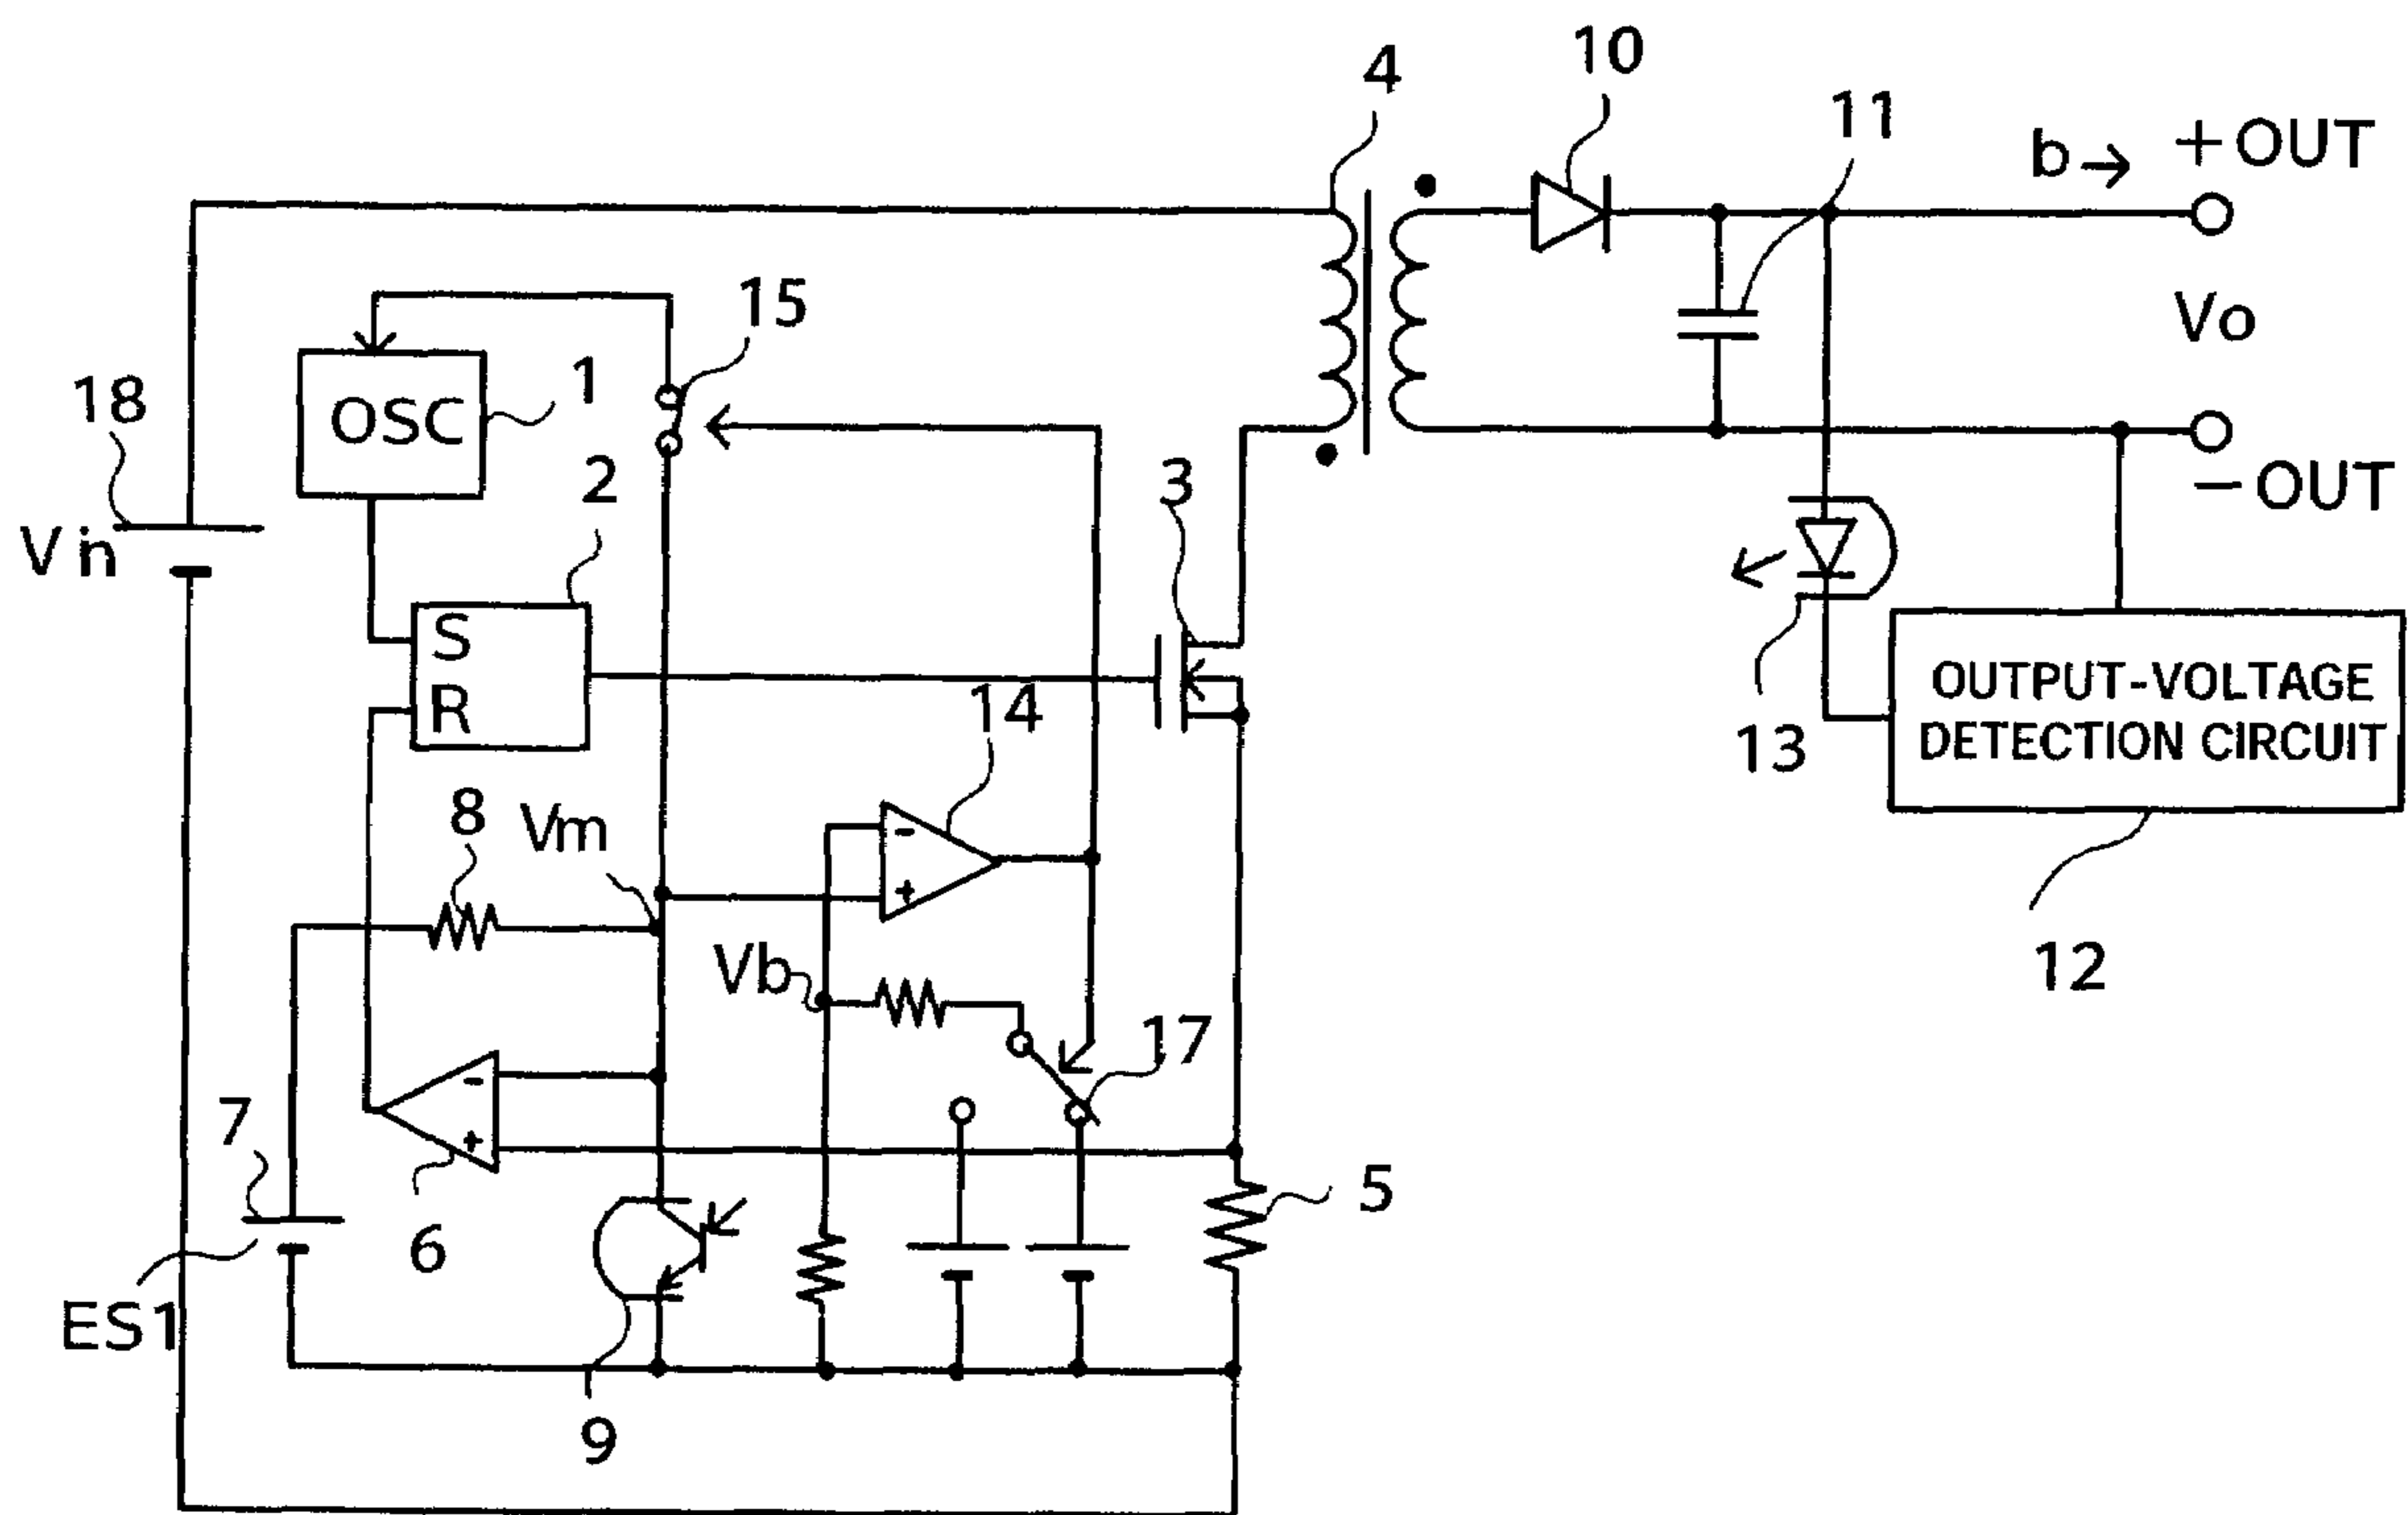 10
4
11
b → + OUT
15
1
18
OSC
Vo
2
3
− OUT
Vin
S
R
OUTPUT-VOLTAGE
DETECTION CIRCUIT
14
13
8
Vm
-
+
Vb
12
17
7
-
+
5
6
ES1
9